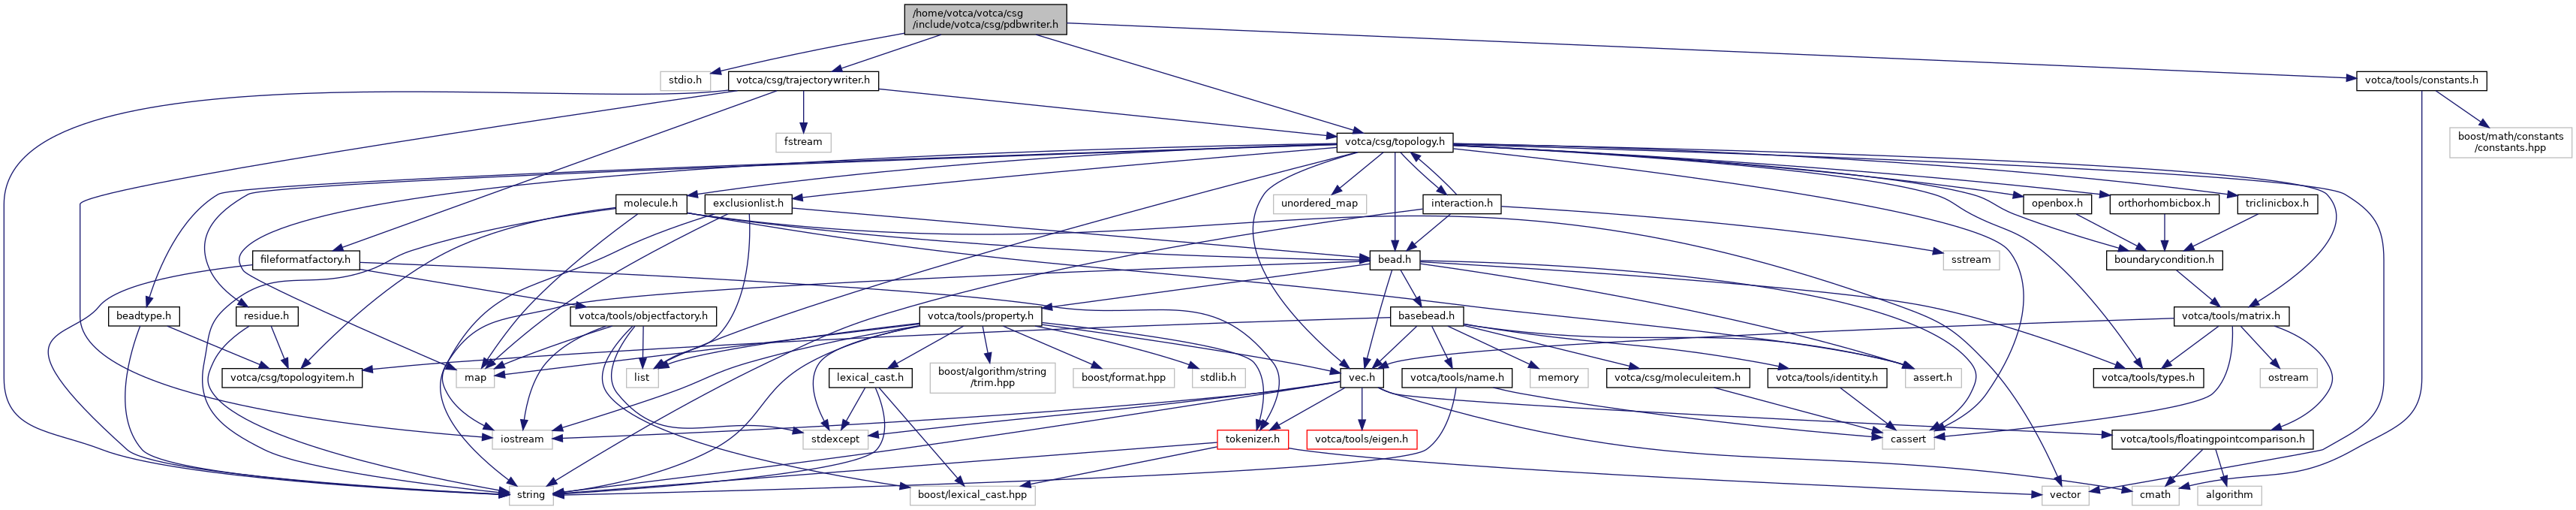 /home/votca/votca/csg
/include/votca/csg/pdbwriter.h
stdio.h
votca/csg/trajectorywriter.h
votca/tools/constants.h
fstream
votca/csg/topology.h
boost/math/constants
/constants.hpp
molecule.h
exclusionlist.h
unordered_map
interaction.h
openbox.h
orthorhombicbox.h
triclinicbox.h
fileformatfactory.h
bead.h
sstream
boundarycondition.h
beadtype.h
residue.h
votca/tools/objectfactory.h
votca/tools/property.h
basebead.h
votca/tools/matrix.h
votca/csg/topologyitem.h
map
list
lexical_cast.h
boost/algorithm/string
/trim.hpp
boost/format.hpp
stdlib.h
vec.h
votca/tools/name.h
memory
votca/csg/moleculeitem.h
votca/tools/identity.h
assert.h
votca/tools/types.h
ostream
iostream
stdexcept
tokenizer.h
votca/tools/eigen.h
cassert
votca/tools/floatingpointcomparison.h
string
boost/lexical_cast.hpp
vector
cmath
algorithm